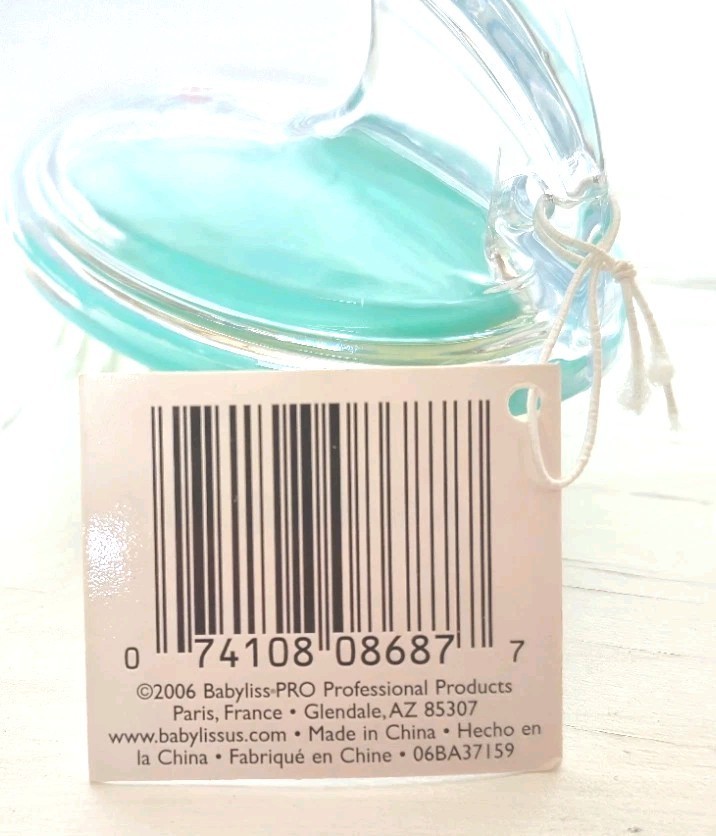 0 74108 08687 7
©2006 Babyliss•PRO Professional Products
Paris, France • Glendale, AZ 85307
www.babylissus.com • Made in China • Hecho en
la China • Fabriqué en Chine • 06BA37159